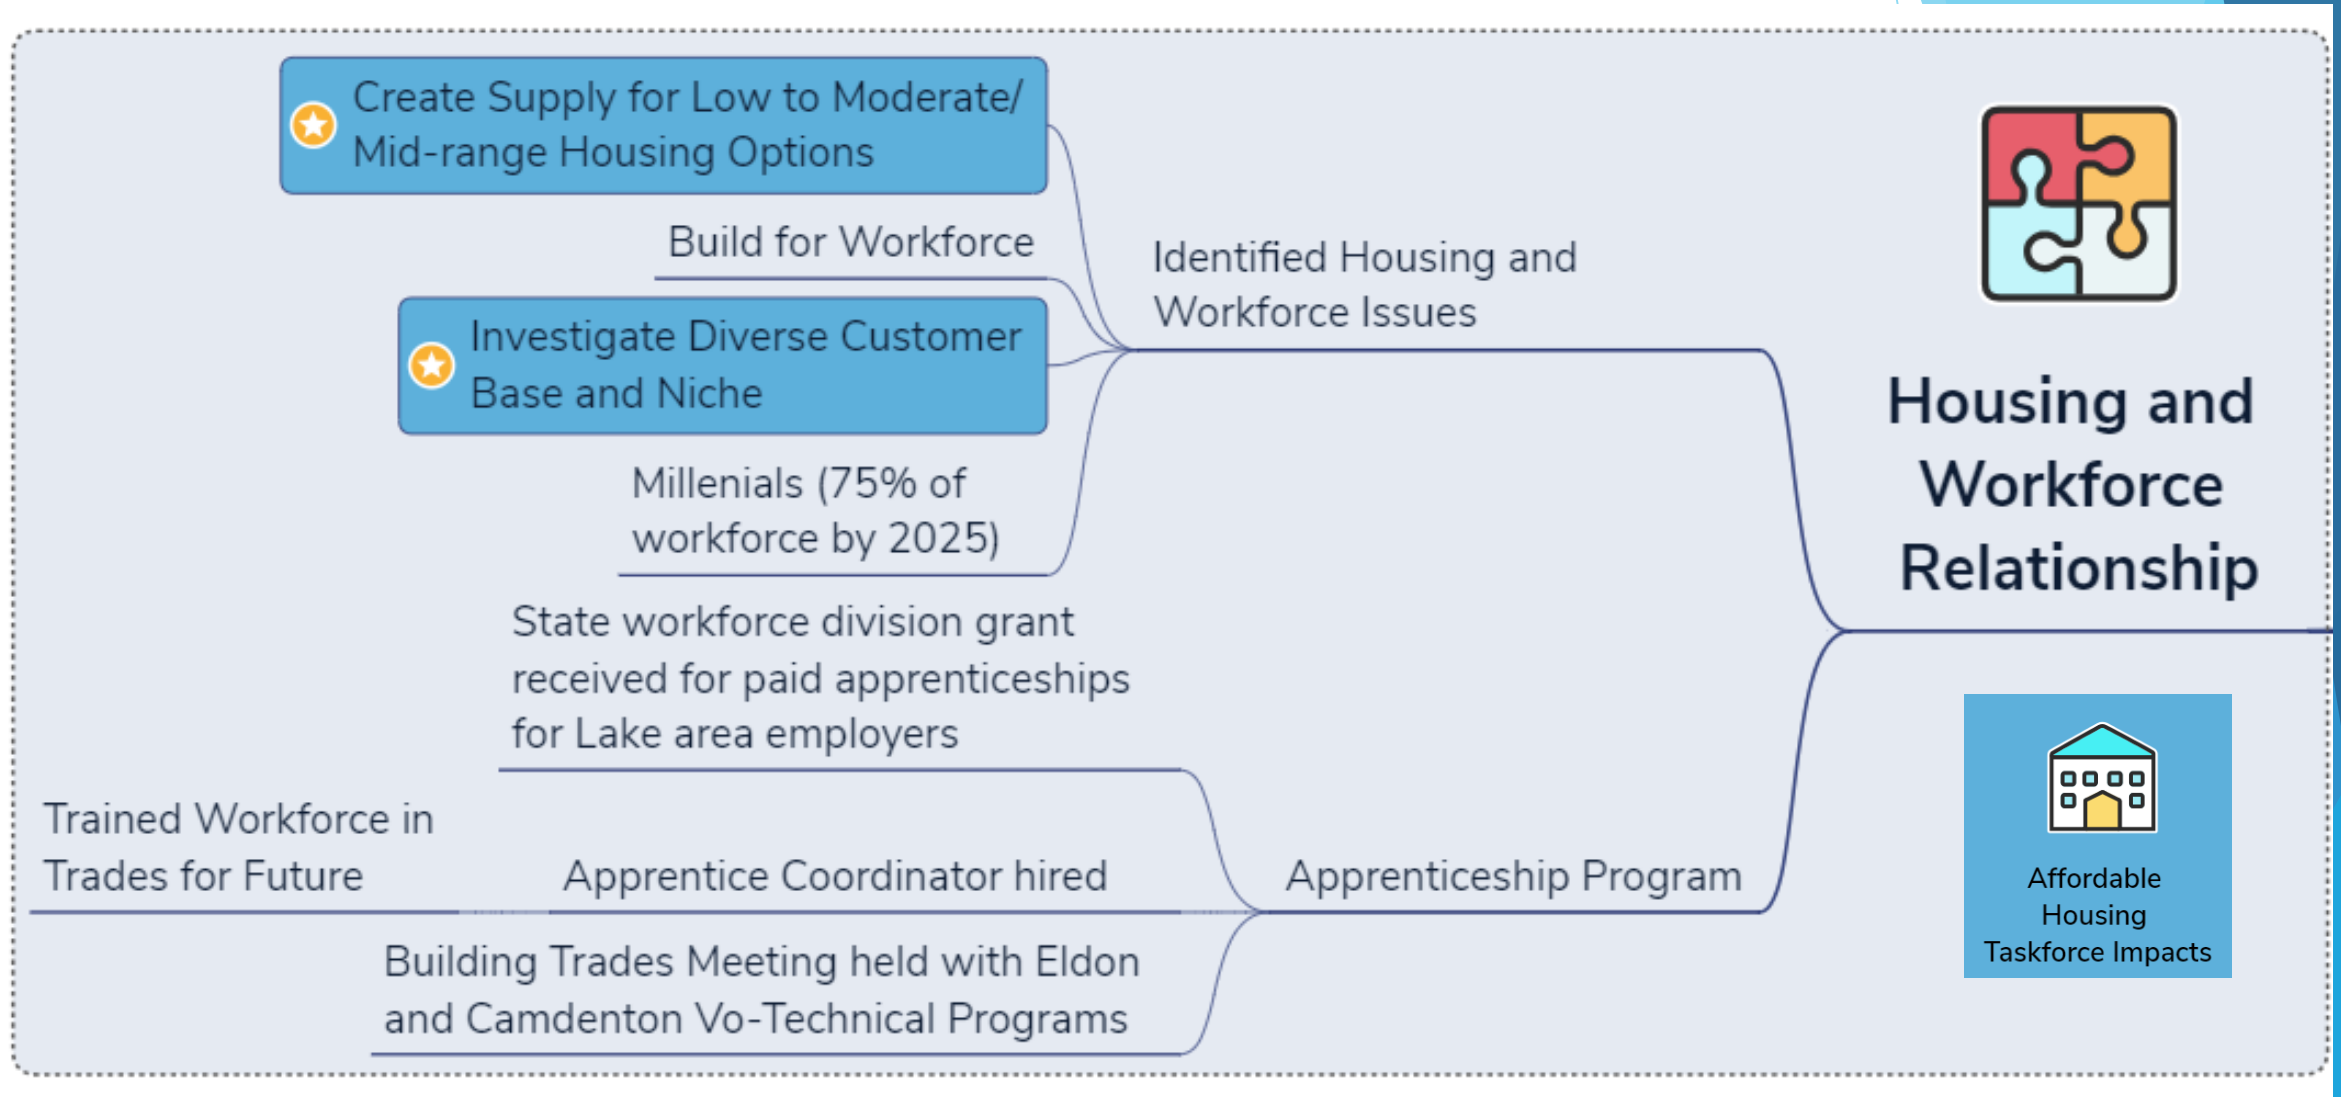 Create Supply for Low to Moderate/
Mid-range Housing Options
Build for Workforce
Investigate Diverse Customer
Base and Niche
Millenials (75% of
workforce by 2025)
Identified Housing and
Workforce Issues
Housing and
Workforce
Relationship
State workforce division grant
received for paid apprenticeships
for Lake area employers
Trained Workforce in
Trades for Future
Apprentice Coordinator hired
Building Trades Meeting held with Eldon
and Camdenton Vo-Technical Programs
Apprenticeship Program
Affordable
Housing
Taskforce Impacts